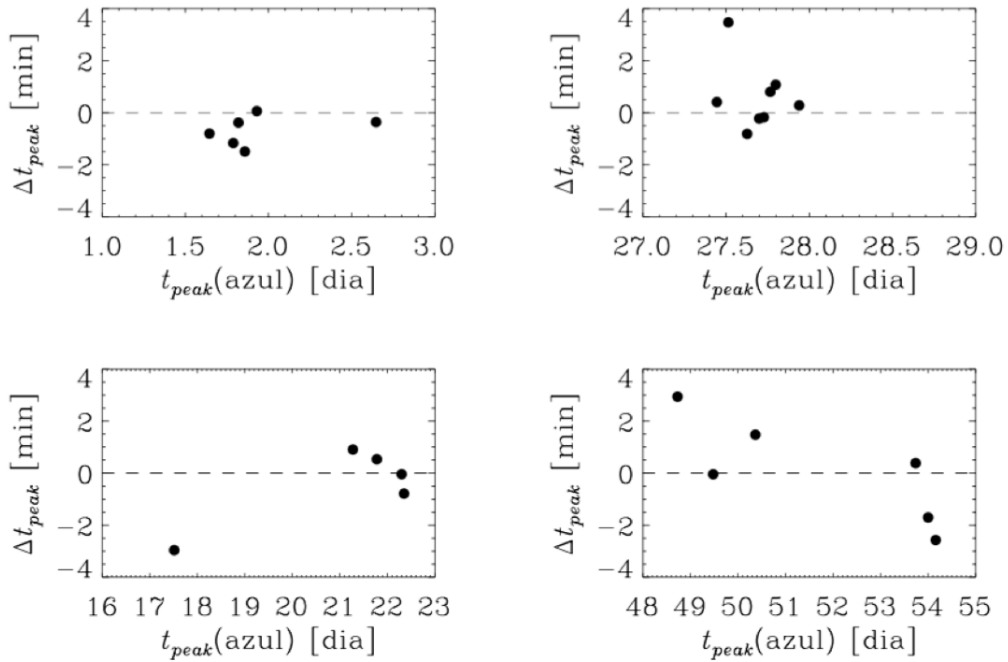 4
2
0
−2
−4
Δt_peak [min]
1.0 1.5 2.0 2.5 3.0
t_peak(azul) [dia]
4
2
0
−2
−4
Δt_peak [min]
27.0 27.5 28.0 28.5 29.0
t_peak(azul) [dia]
4
2
0
−2
−4
Δt_peak [min]
16 17 18 19 20 21 22 23
t_peak(azul) [dia]
4
2
0
−2
−4
Δt_peak [min]
48 49 50 51 52 53 54 55
t_peak(azul) [dia]